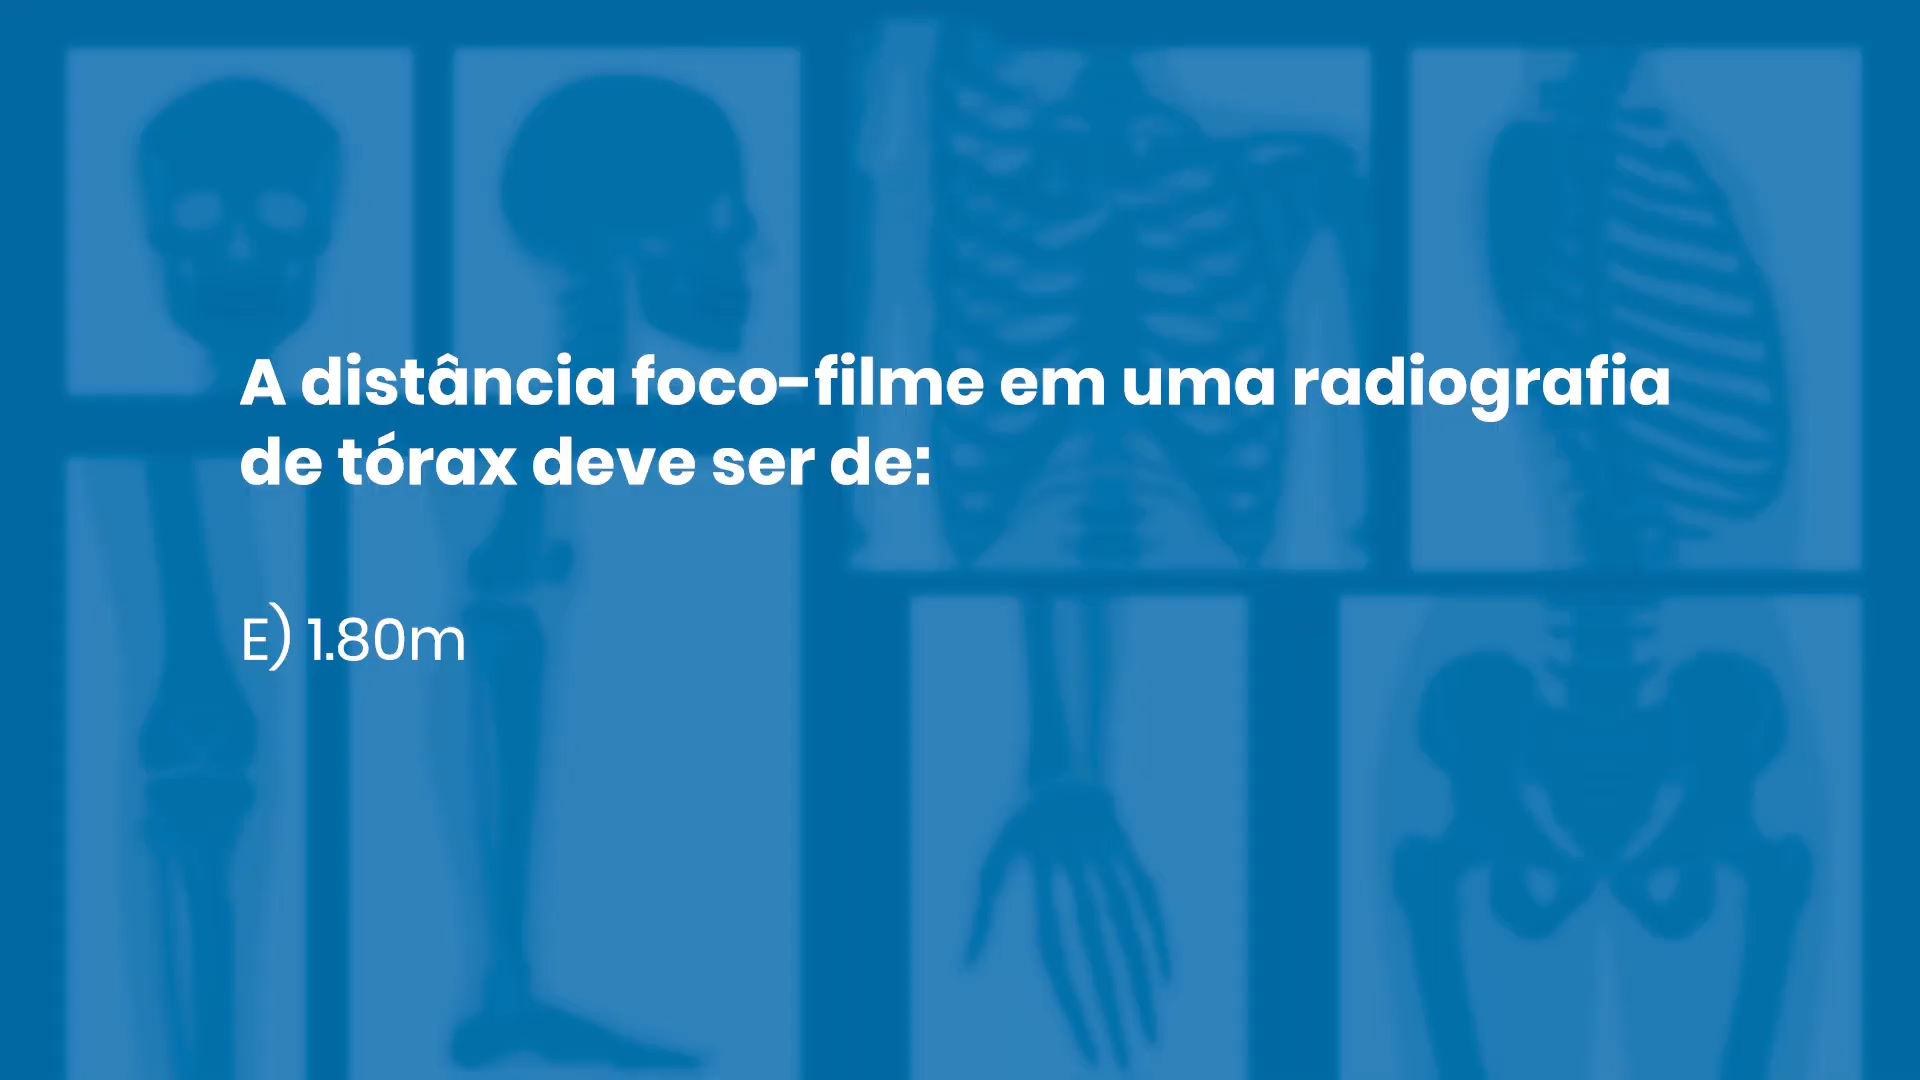 A distância foco-filme em uma radiografia
de tórax deve ser de:
E) 1.80m